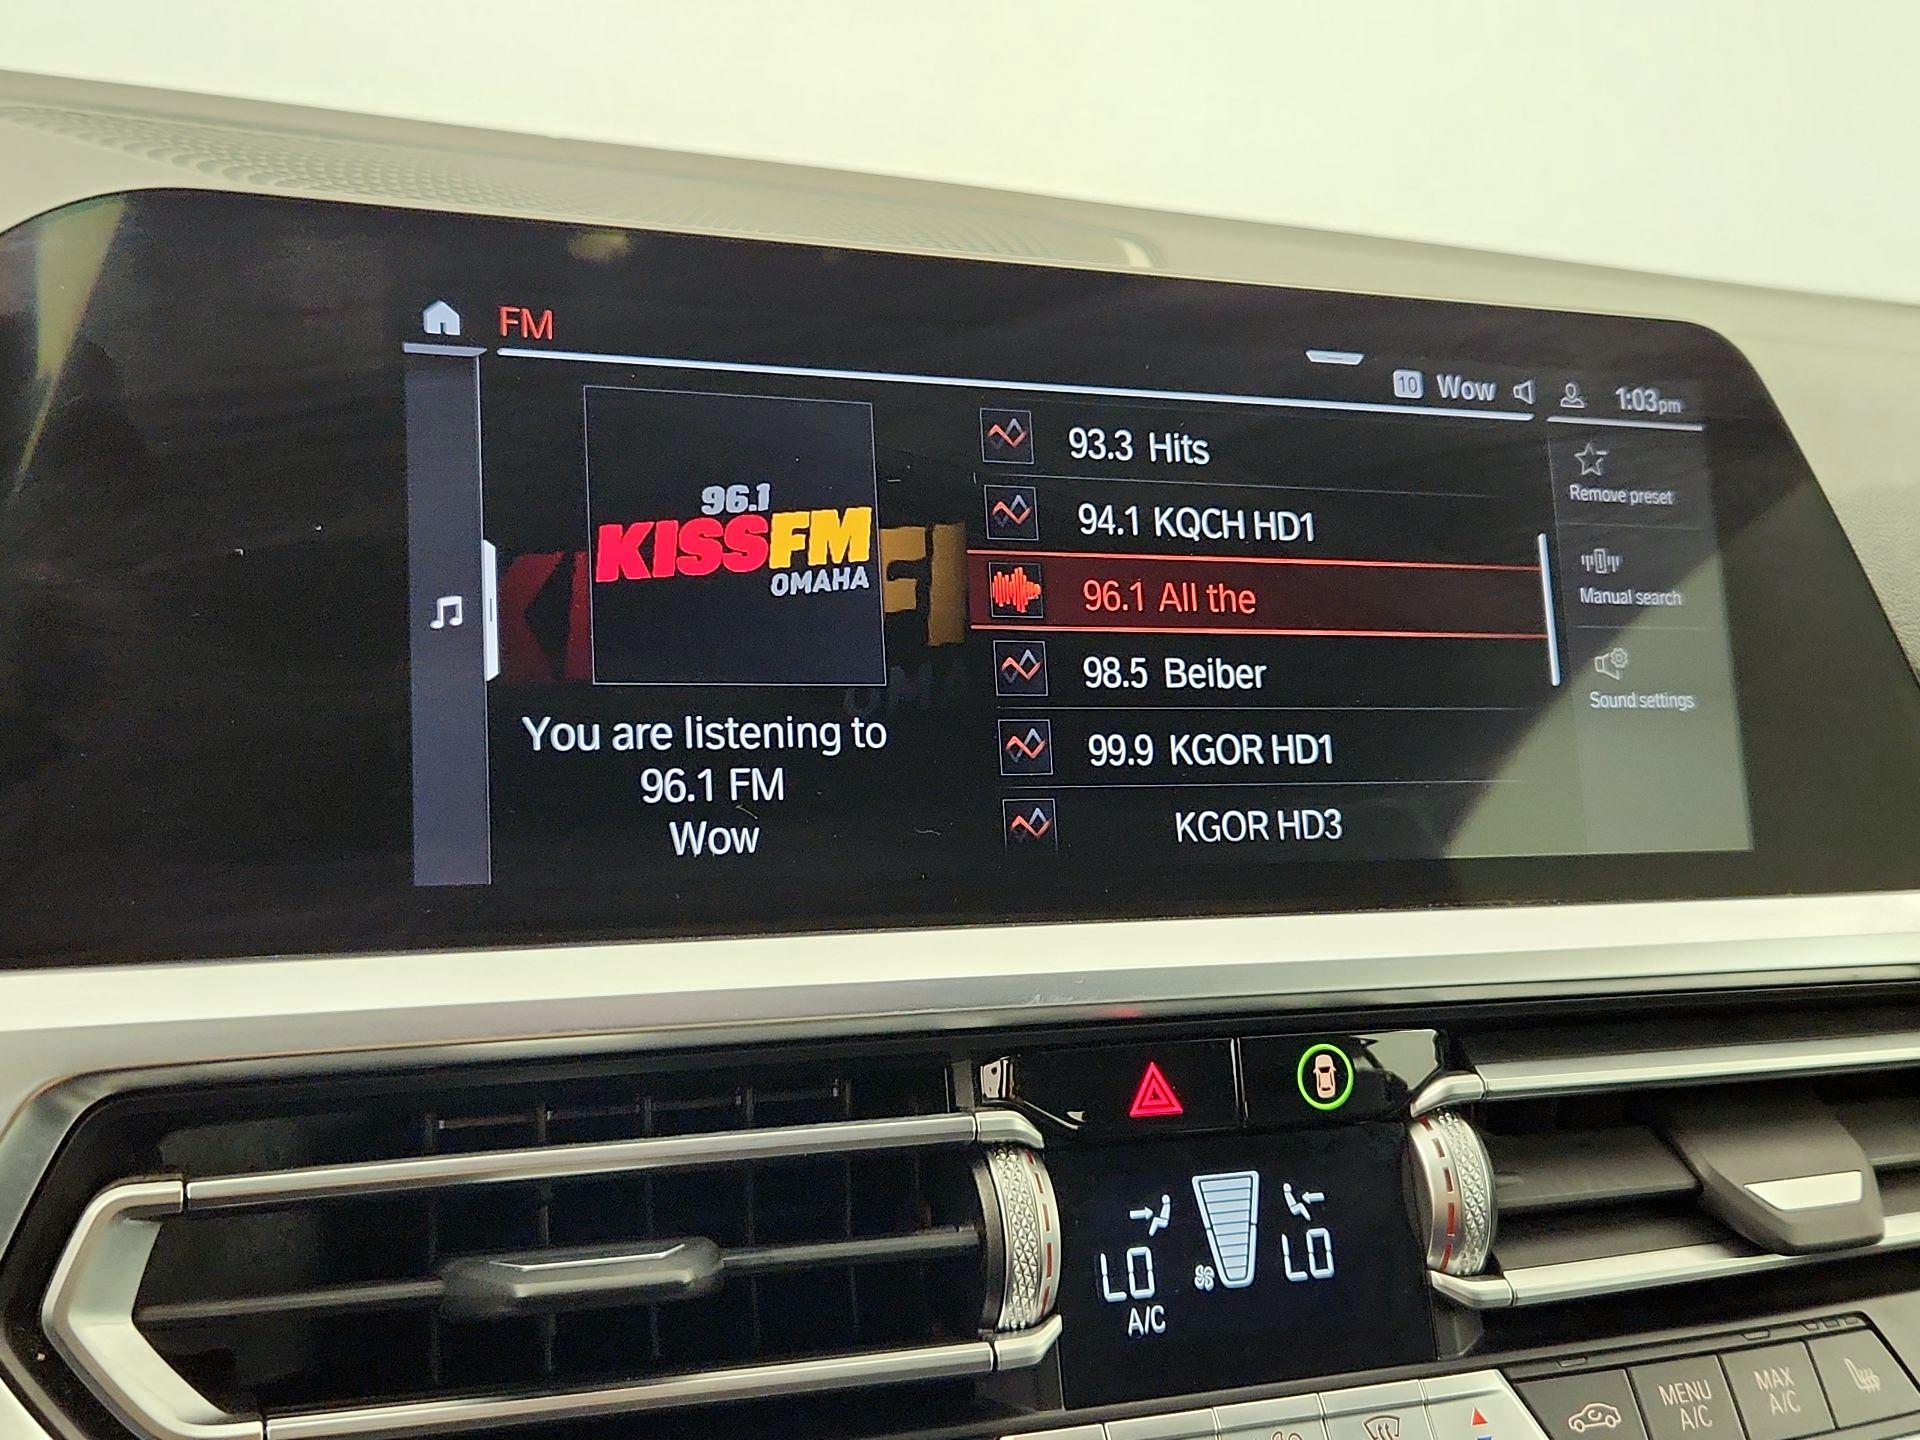 FM
10 Wow 1:03pm
96.1
KISSFM
OMAHA
You are listening to
96.1 FM
Wow
93.3 Hits
94.1 KQCH HD1
96.1 All the
98.5 Beiber
99.9 KGOR HD1
KGOR HD3
Remove preset
Manual search
Sound settings
LO LO
A/C
MENU
A/C
MAX
A/C